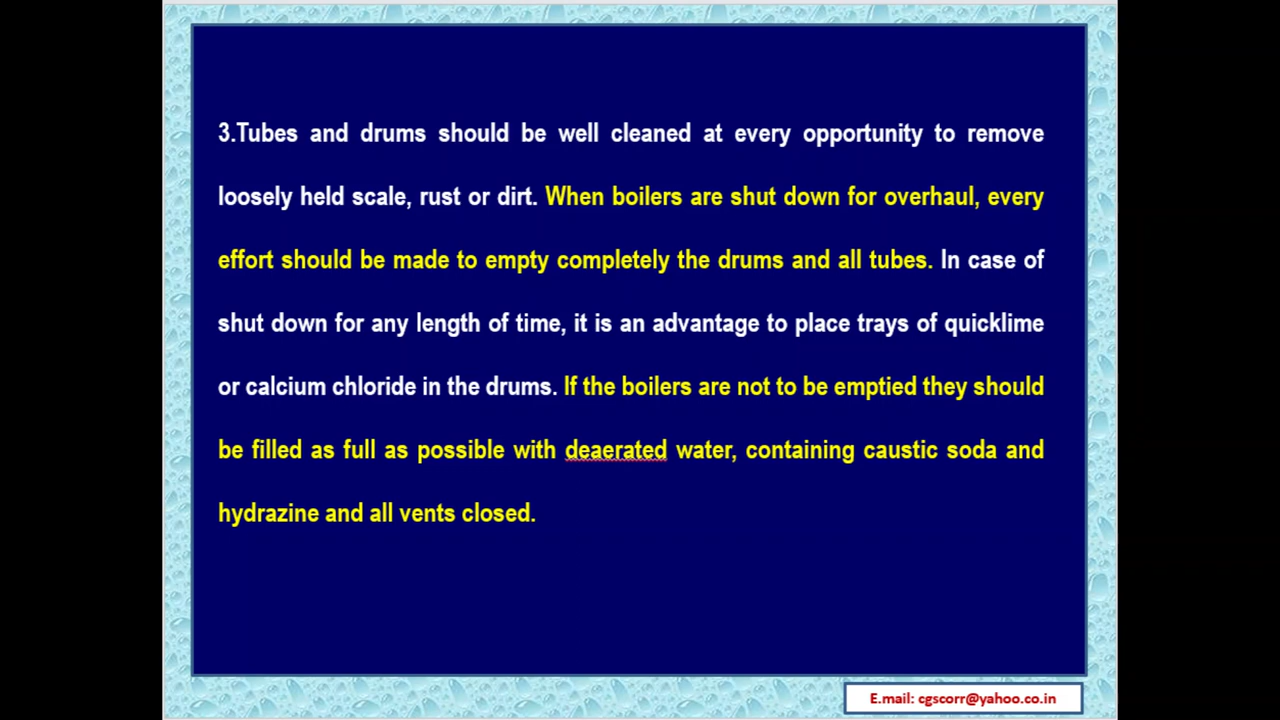 3.Tubes and drums should be well cleaned at every opportunity to remove
loosely held scale, rust or dirt. When boilers are shut down for overhaul, every
effort should be made to empty completely the drums and all tubes. In case of
shut down for any length of time, it is an advantage to place trays of quicklime
or calcium chloride in the drums. If the boilers are not to be emptied they should
be filled as full as possible with deaerated water, containing caustic soda and
hydrazine and all vents closed.
E.mail: cgscorr@yahoo.co.in